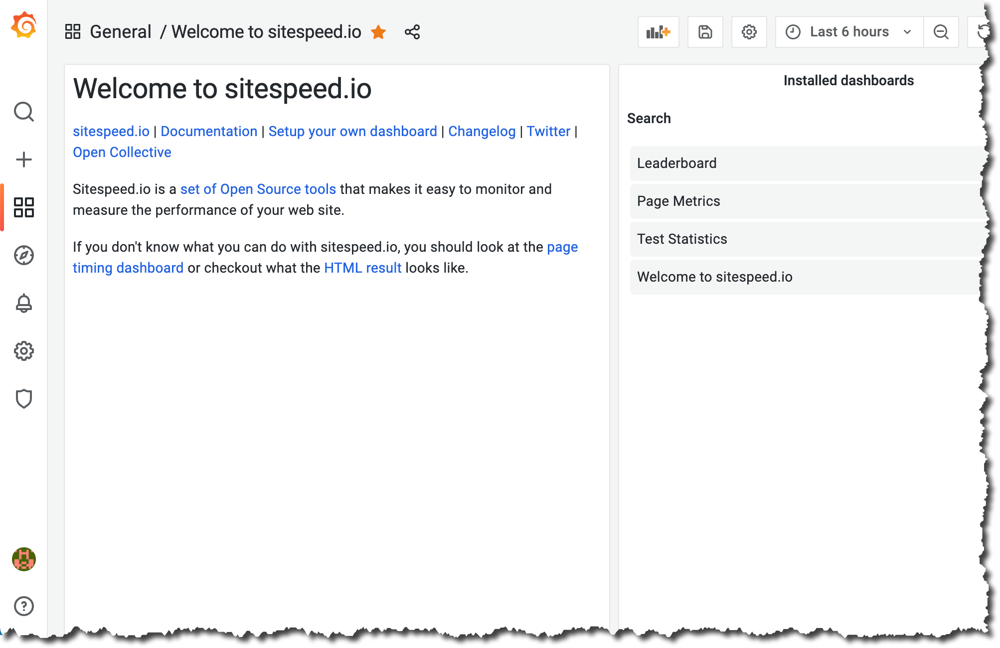 General / Welcome to sitespeed.io
Last 6 hours
Welcome to sitespeed.io
sitespeed.io | Documentation | Setup your own dashboard | Changelog | Twitter |
Open Collective
Sitespeed.io is a set of Open Source tools that makes it easy to monitor and
measure the performance of your web site.
If you don't know what you can do with sitespeed.io, you should look at the page
timing dashboard or checkout what the HTML result looks like.
Installed dashboards
Search
Leaderboard
Page Metrics
Test Statistics
Welcome to sitespeed.io